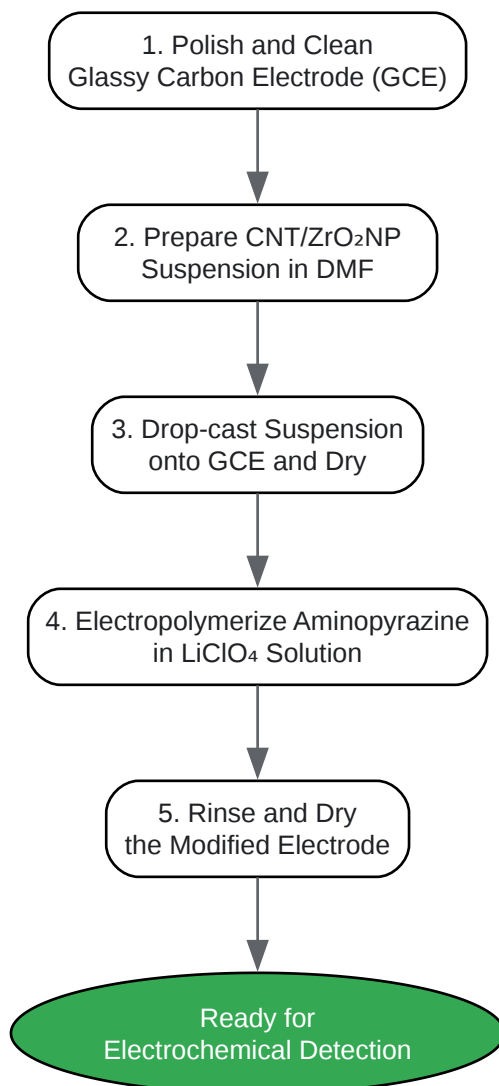 1. Polish and Clean
Glassy Carbon Electrode (GCE)
2. Prepare CNT/ZrO₂NP
Suspension in DMF
3. Drop-cast Suspension
onto GCE and Dry
4. Electropolymerize Aminopyrazine
in LiClO₄ Solution
5. Rinse and Dry
the Modified Electrode
Ready for
Electrochemical Detection